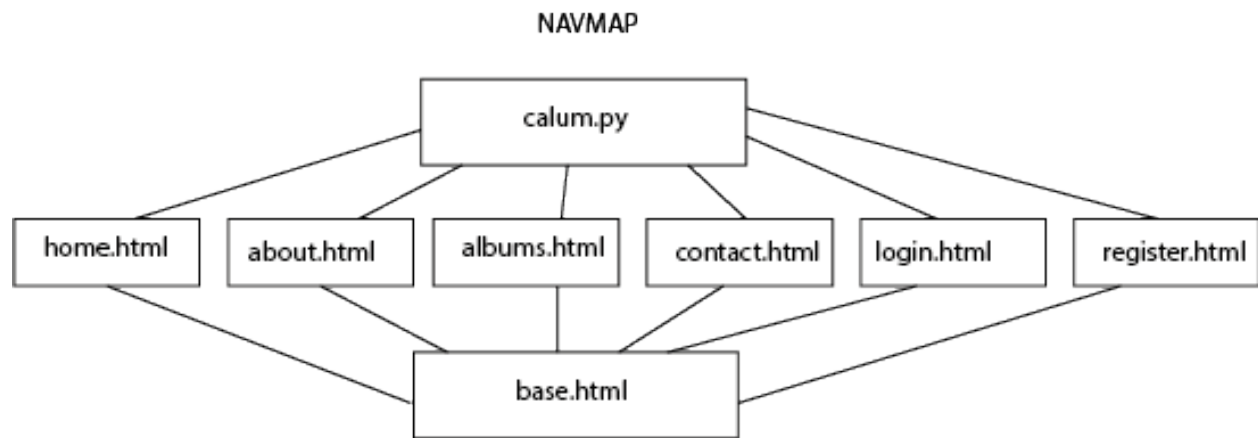 NAVMAP
calum.py
home.html
about.html
albums.html
contact.html
login.html
register.html
base.html